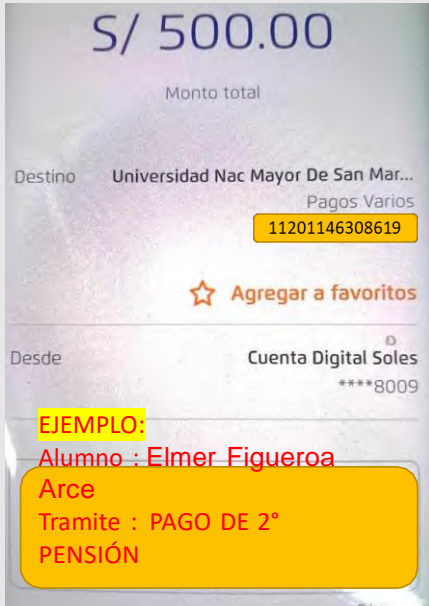 S/ 500.00
Monto total
Destino Universidad Nac Mayor De San Mar...
Pagos Varios
11201146308619
Agregar a favoritos
Desde Cuenta Digital Soles
****8009
EJEMPLO:
Alumno : Elmer Figueroa
Arce
Tramite : PAGO DE 2°
PENSIÓN